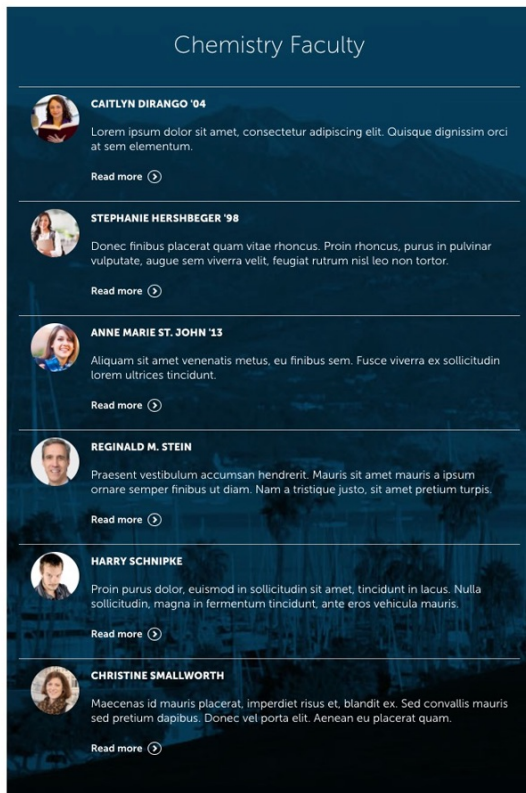 Chemistry Faculty
CAITLYN DIRANGO '04
Lorem ipsum dolor sit amet, consectetur adipiscing elit. Quisque dignissim orci
at sem elementum.
Read more
STEPHANIE HERSHBEGER '98
Donec finibus placerat quam vitae rhoncus. Proin rhoncus, purus in pulvinar
vulputate, augue sem viverra velit, feugiat rutrum nisl leo non tortor.
Read more
ANNE MARIE ST. JOHN '13
Aliquam sit amet venenatis metus, eu finibus sem. Fusce viverra ex sollicitudin
lorem ultrices tincidunt.
Read more
REGINALD M. STEIN
Praesent vestibulum accumsan hendrerit. Mauris sit amet mauris a ipsum
ornare semper finibus ut diam. Nam a tristique justo, sit amet pretium turpis.
Read more
HARRY SCHNIPKE
Proin purus dolor, euismod in sollicitudin sit amet, tincidunt in lacus. Nulla
sollicitudin, magna in fermentum tincidunt, ante eros vehicula mauris.
Read more
CHRISTINE SMALLWORTH
Maecenas id mauris placerat, imperdiet risus et, blandit ex. Sed convallis mauris
sed pretium dapibus. Donec vel porta elit. Aenean eu placerat quam.
Read more